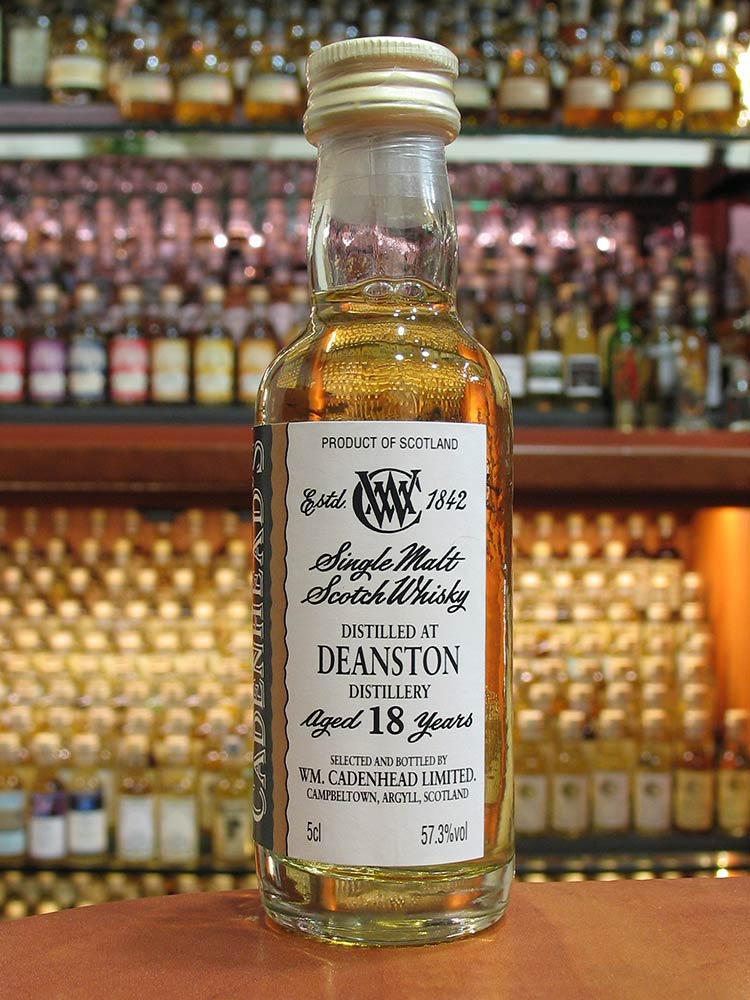 PRODUCT OF SCOTLAND
Estd. WMC 1842
Single Malt
Scotch Whisky
DISTILLED AT
DEANSTON
DISTILLERY
Aged 18 Years
SELECTED AND BOTTLED BY
WM. CADENHEAD LIMITED.
CAMPBELTOWN, ARGYLL, SCOTLAND
5cl 57.3%vol
CADENHEAD'S